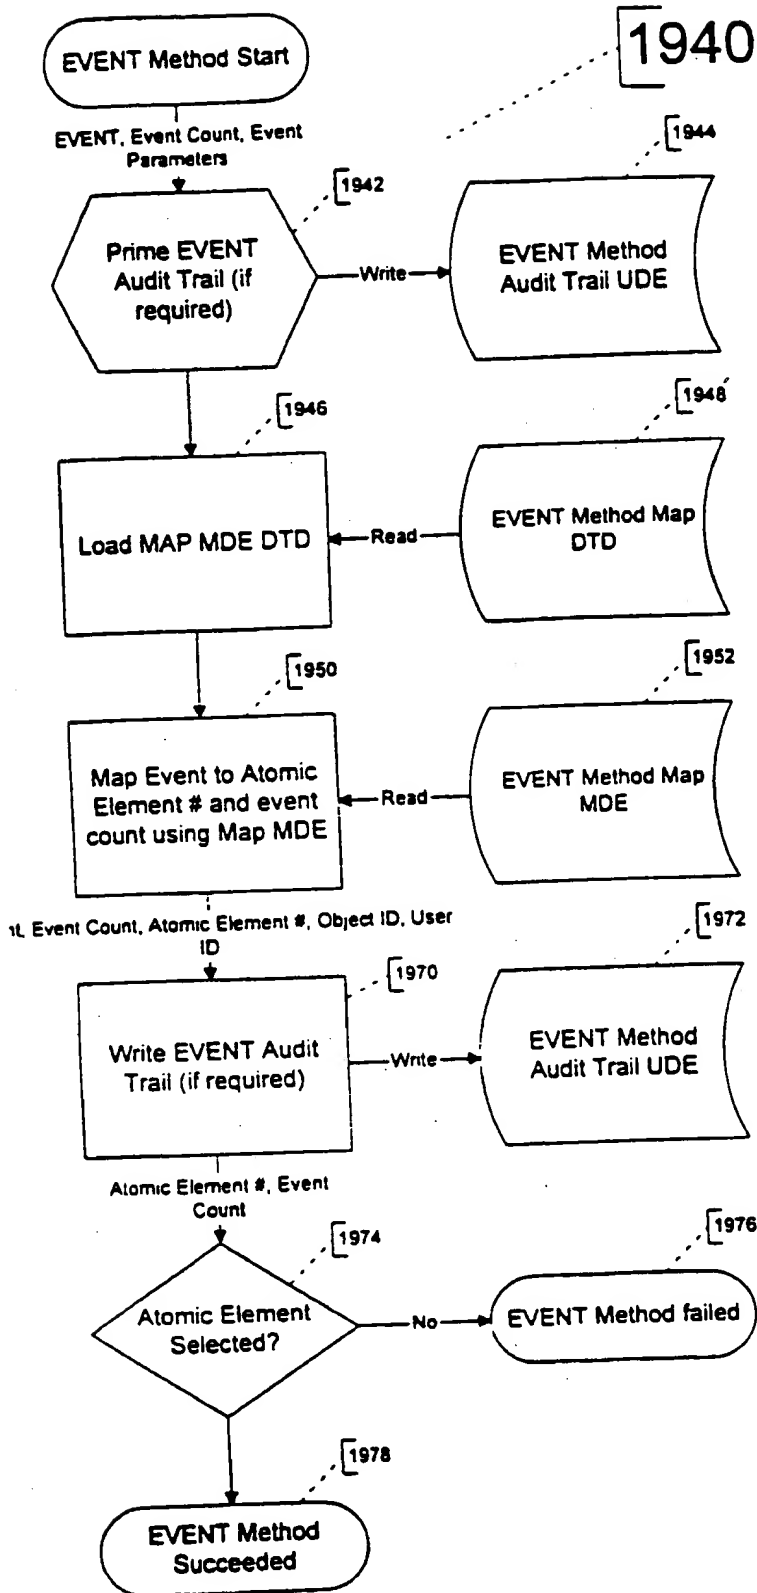 1940
EVENT Method Start
EVENT, Event Count, Event
Parameters
1942
1944
Prime EVENT
Audit Trail (if
required)
Write
EVENT Method
Audit Trail UDE
1946
1948
Load MAP MDE DTD
Read
EVENT Method Map
DTD
1950
1952
Map Event to Atomic
Element # and event
count using Map MDE
Read
EVENT Method Map
MDE
Event Count, Atomic Element #, Object ID, User
ID
1970
1972
Write EVENT Audit
Trail (if required)
Write
EVENT Method
Audit Trail UDE
Atomic Element #, Event
Count
1974
1976
Atomic Element
Selected?
No
EVENT Method failed
1978
EVENT Method
Succeeded